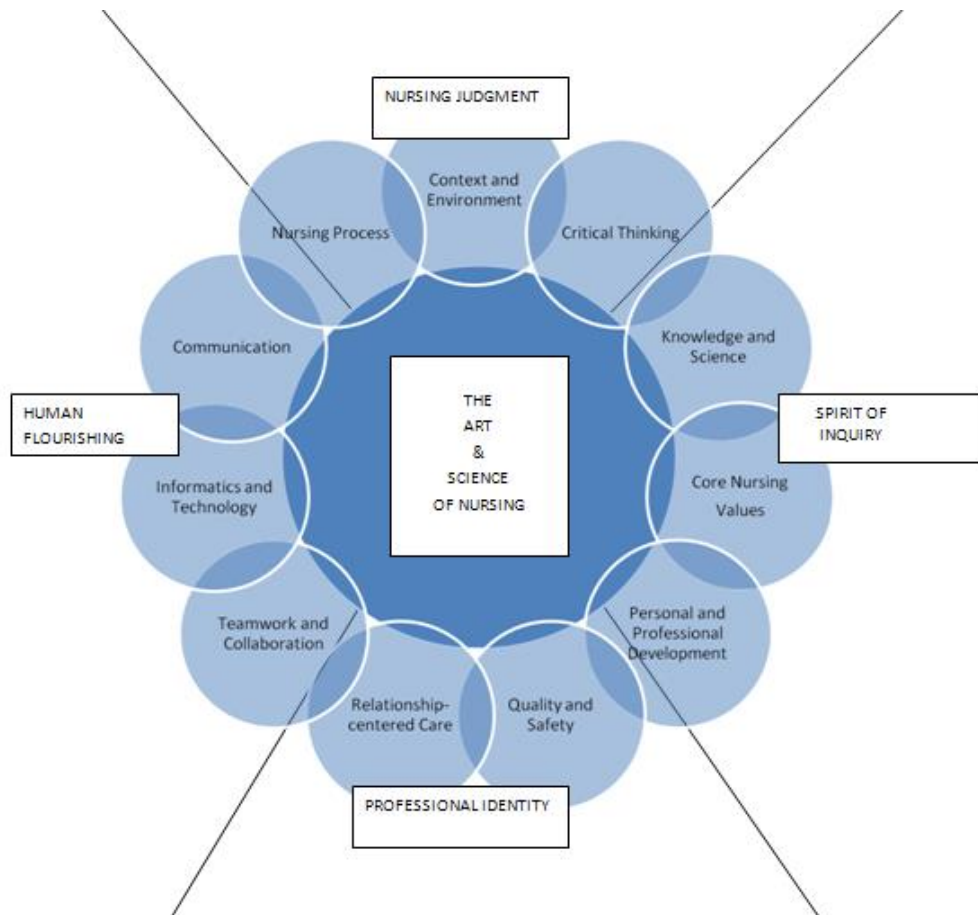 NURSING JUDGMENT
Context and
Environment
Nursing Process
Critical Thinking
Communication
Knowledge and
Science
HUMAN
FLOURISHING
THE
ART
&
SCIENCE
OF NURSING
SPIRIT OF
INQUIRY
Informatics and
Technology
Core Nursing
Values
Teamwork and
Collaboration
Personal and
Professional
Development
Relationship-
centered Care
Quality and
Safety
PROFESSIONAL IDENTITY